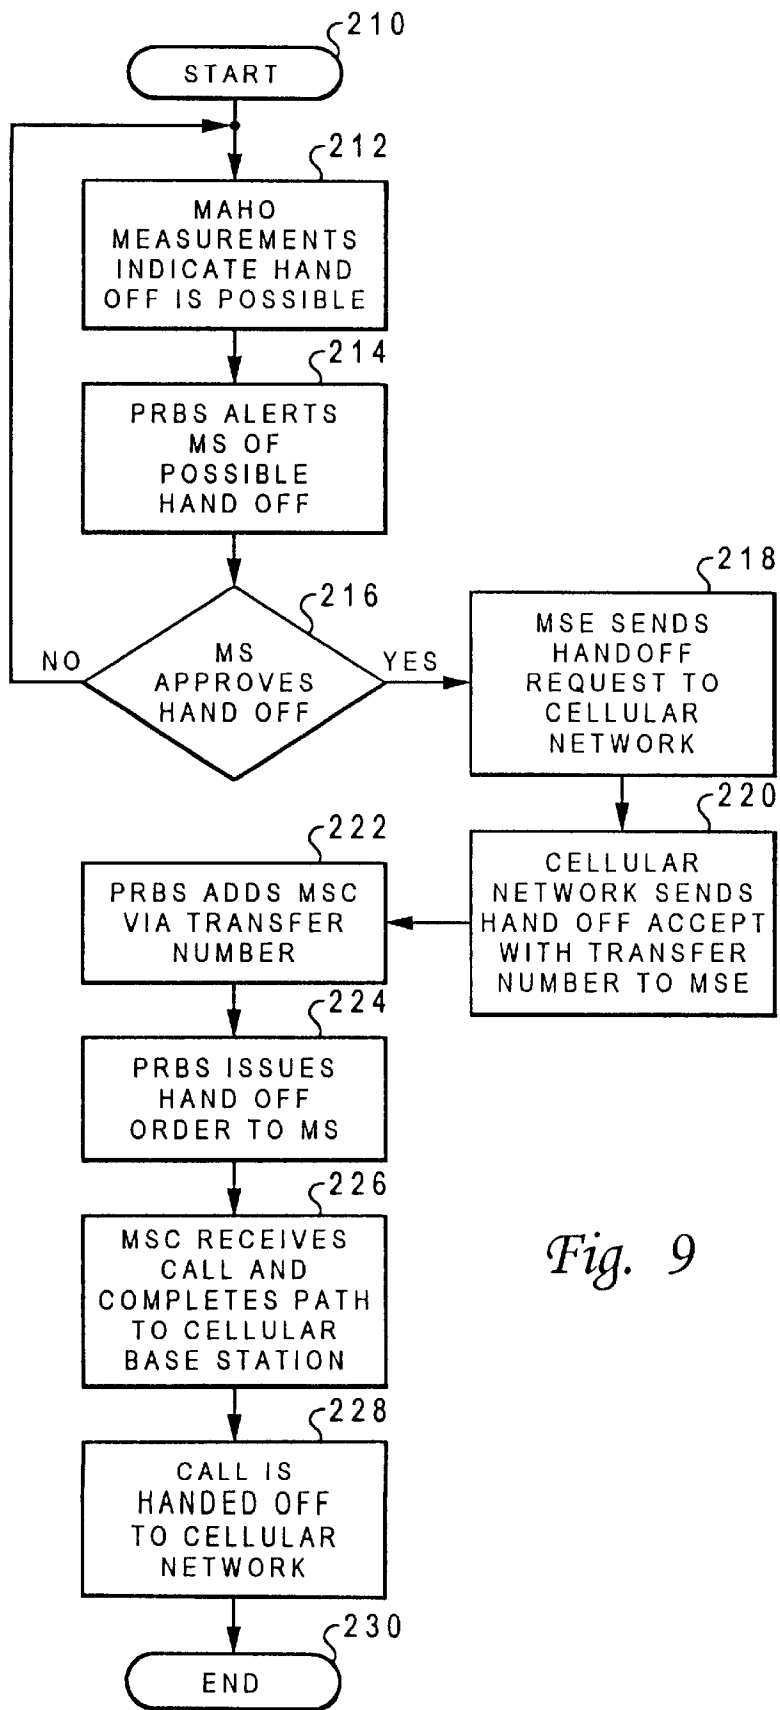 210
START
212
MAHO
MEASUREMENTS
INDICATE HAND
OFF IS POSSIBLE
214
PRBS ALERTS
MS OF
POSSIBLE
HAND OFF
216
MS
APPROVES
HAND OFF
NO
YES
218
MSE SENDS
HANDOFF
REQUEST TO
CELLULAR
NETWORK
220
CELLULAR
NETWORK SENDS
HAND OFF ACCEPT
WITH TRANSFER
NUMBER TO MSE
222
PRBS ADDS MSC
VIA TRANSFER
NUMBER
224
PRBS ISSUES
HAND OFF
ORDER TO MS
226
MSC RECEIVES
CALL AND
COMPLETES PATH
TO CELLULAR
BASE STATION
228
CALL IS
HANDED OFF
TO CELLULAR
NETWORK
230
END
Fig. 9